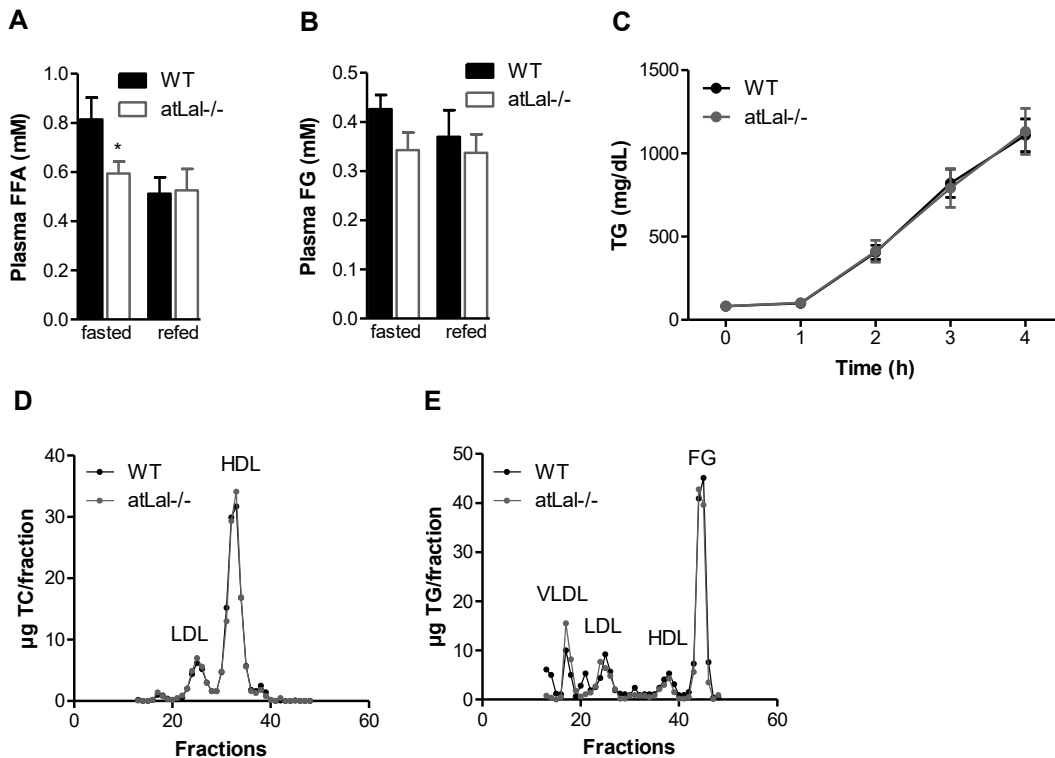 A
Plasma FFA (mM)
1.0
0.8
0.6
0.4
0.2
0.0
WT
atLal-/-
*
fasted refed
B
Plasma FG (mM)
0.5
0.4
0.3
0.2
0.1
0.0
WT
atLal-/-
fasted refed
C
TG (mg/dL)
1500
1000
500
0
WT
atLal-/-
0 1 2 3 4
Time (h)
D
µg TC/fraction
40
30
20
10
0
WT
atLal-/-
HDL
LDL
0 20 40 60
Fractions
E
µg TG/fraction
50
40
30
20
10
0
WT
atLal-/-
FG
VLDL
LDL
HDL
0 20 40 60
Fractions